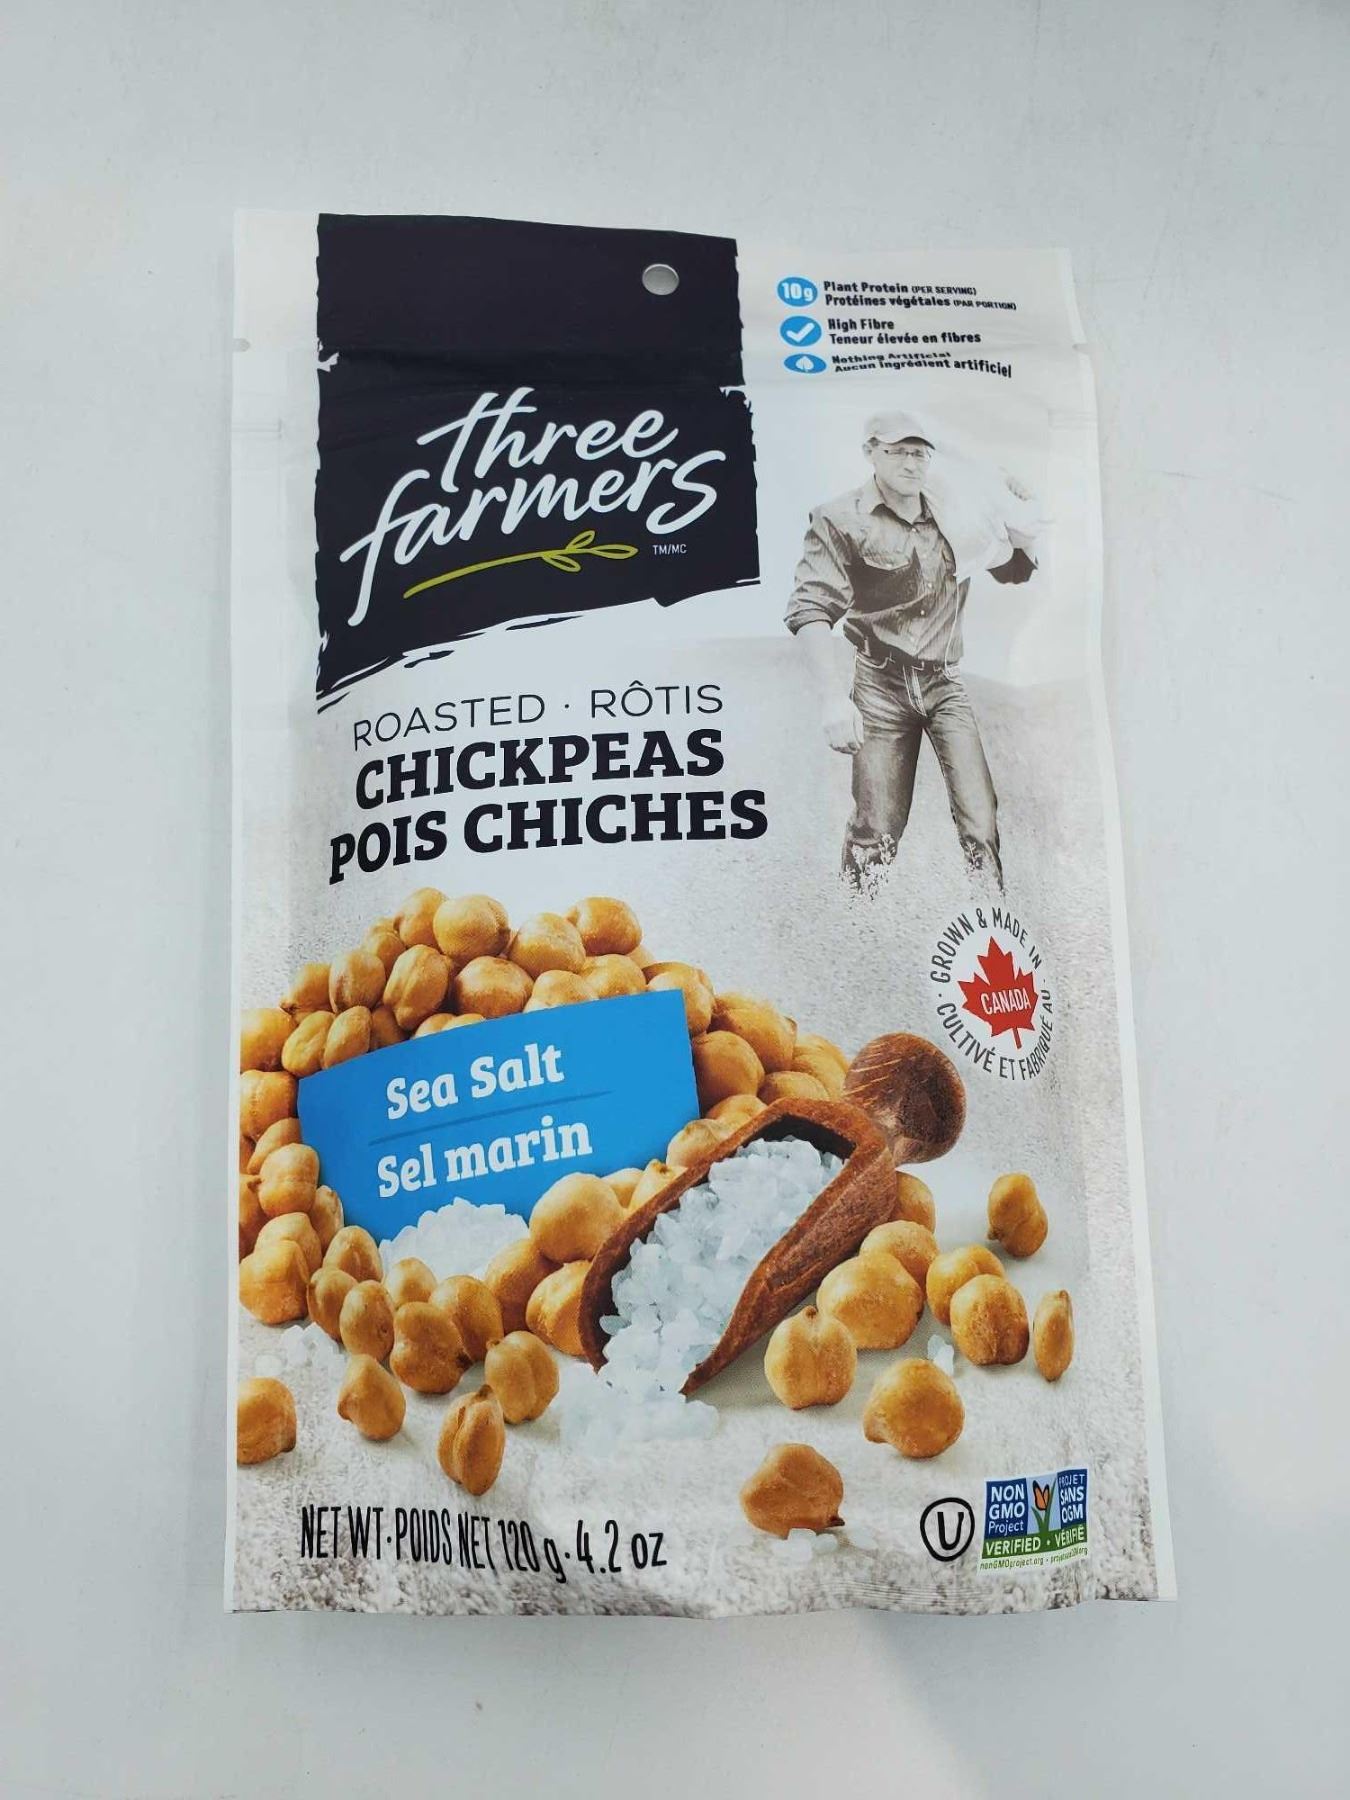 10g Plant Protein (PER SERVING)
Protéines végétales (PAR PORTION)
High Fibre
Teneur élevée en fibres
Nothing Artificial
Aucun ingrédient artificiel
three
farmers
TM/MC
ROASTED · RÔTIS
CHICKPEAS
POIS CHICHES
GROWN & MADE IN
CANADA
CULTIVÉ ET FABRIQUÉ AU
Sea Salt
Sel marin
NET WT·POIDS NET 120 g·4.2 oz
U
NON
GMO
Project
PROJET
SANS
OGM
VERIFIED · VÉRIFIÉ
nonGMOproject.org